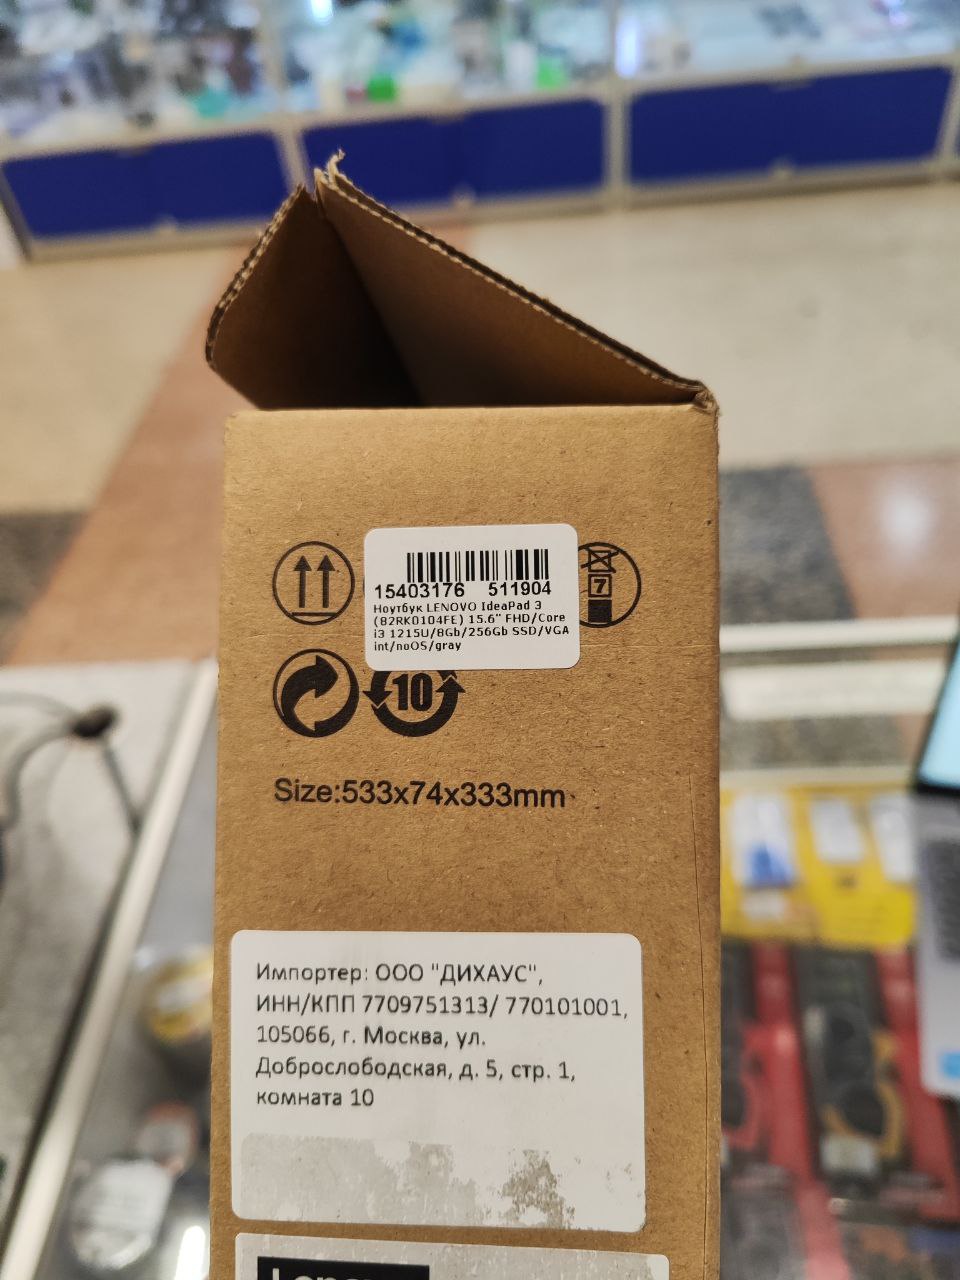 15403176 511904
Ноутбук LENOVO IdeaPad 3
(82RK0104FE) 15.6" FHD/Core
i3 1215U/8Gb/256Gb SSD/VGA
int/noOS/gray
7
10
Size:533x74x333mm
Импортер: ООО "ДИХАУС",
ИНН/КПП 7709751313/ 770101001,
105066, г. Москва, ул.
Доброслободская, д. 5, стр. 1,
комната 10
Lenovo